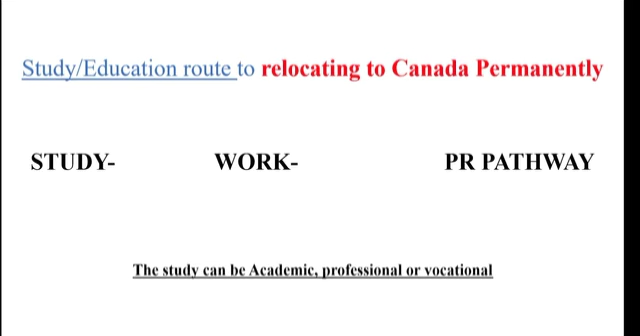 Study/Education route to relocating to Canada Permanently
STUDY- WORK- PR PATHWAY
The study can be Academic, professional or vocational